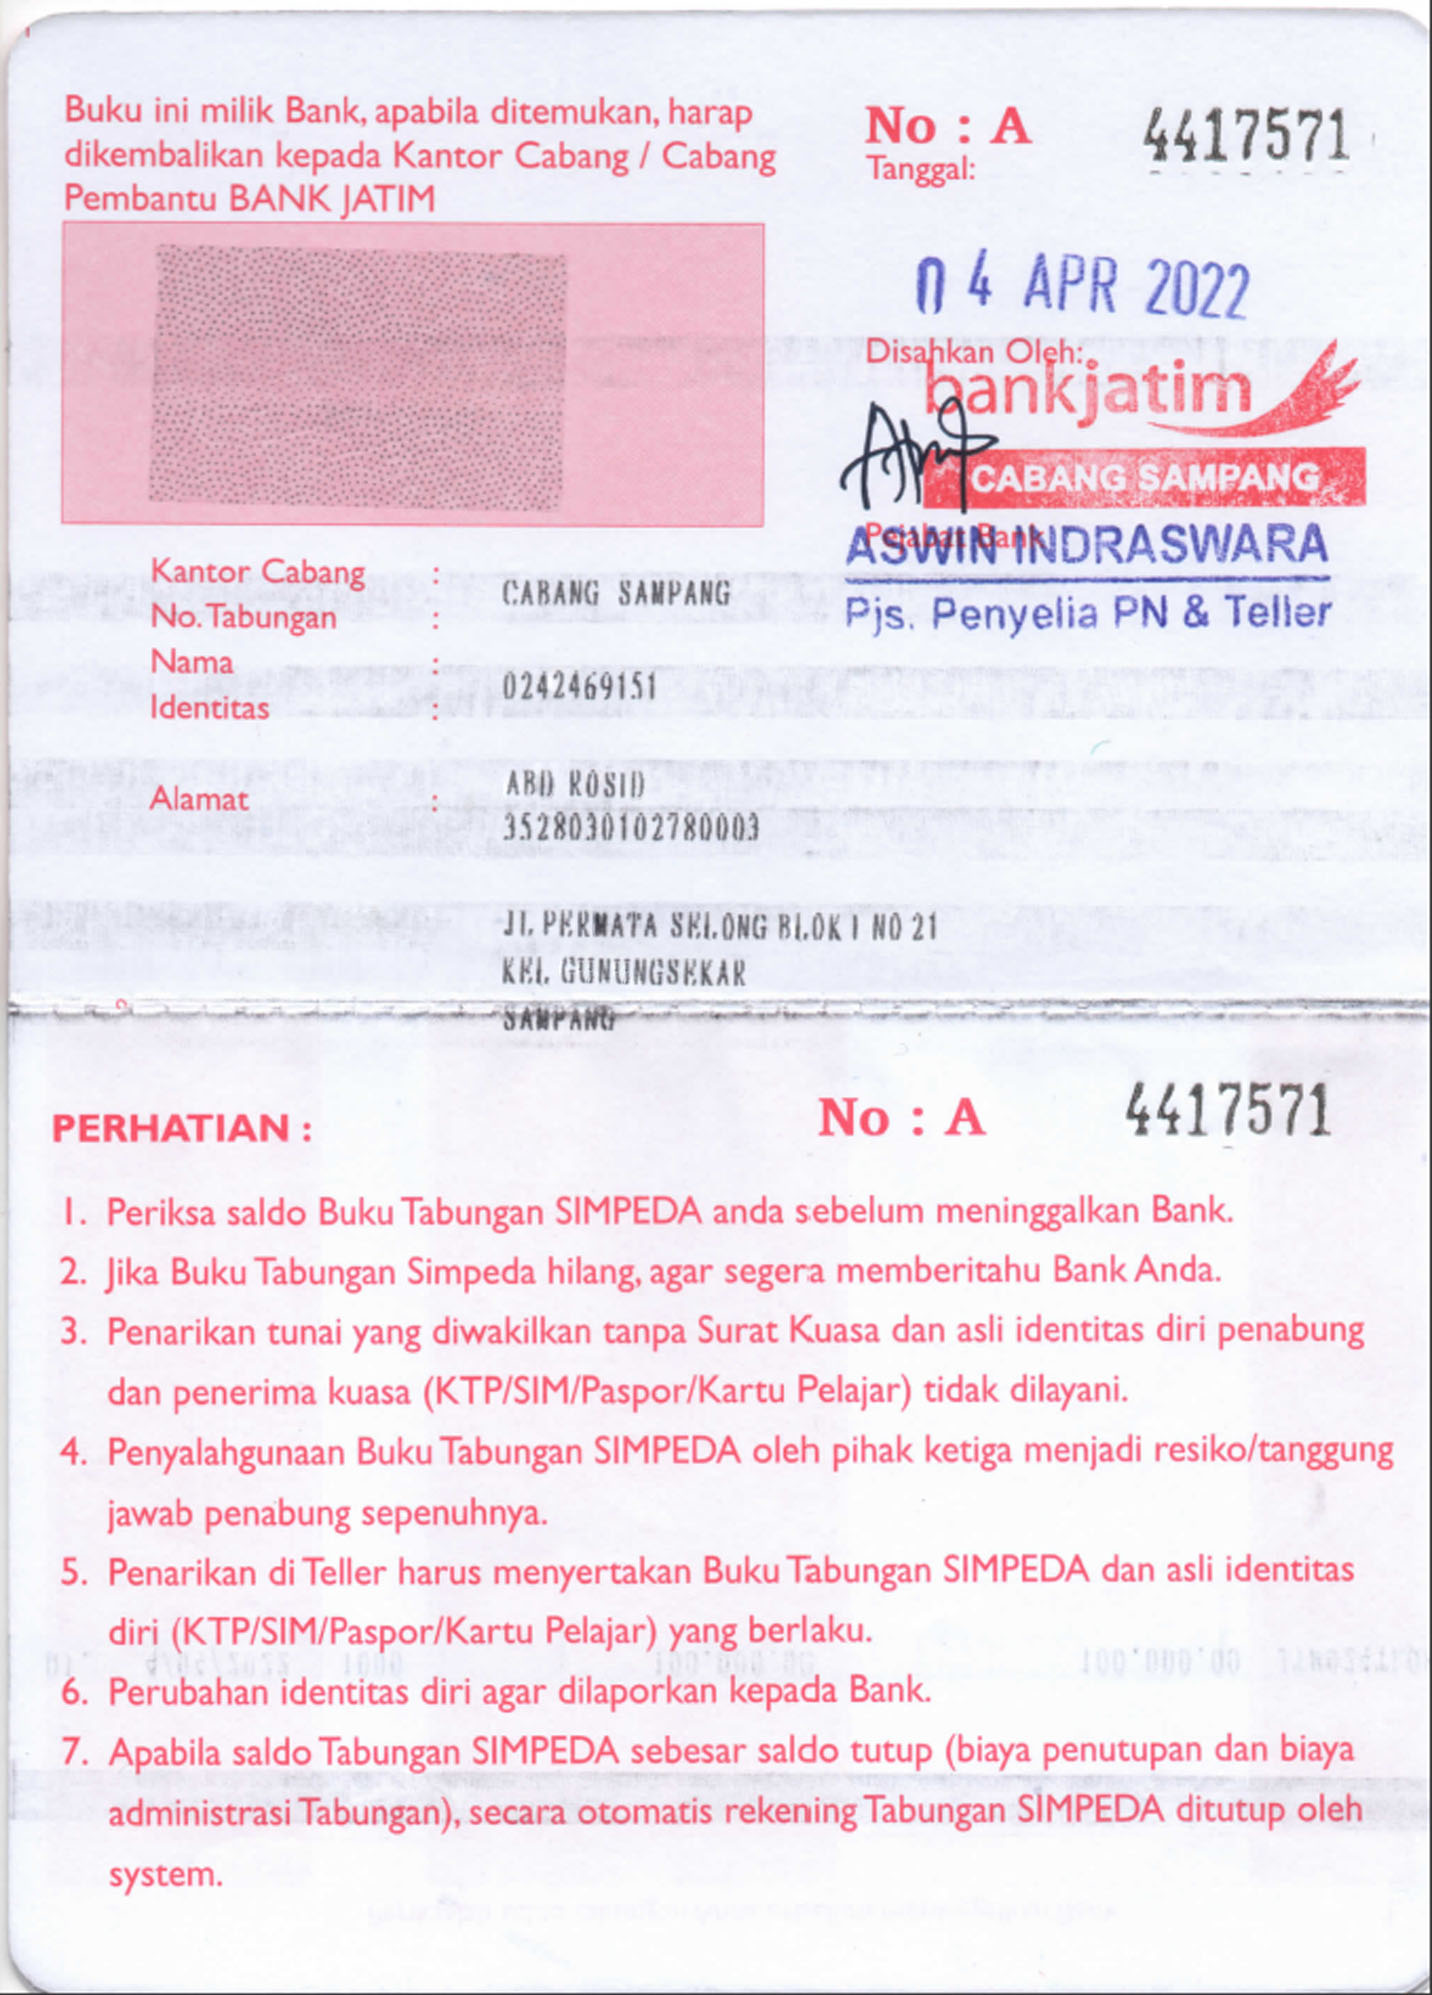 Buku ini milik Bank, apabila ditemukan, harap
dikembalikan kepada Kantor Cabang / Cabang
Pembantu BANK JATIM
No : A 4417571
Tanggal:
04 APR 2022
Disahkan Oleh:
bankjatim
CABANG SAMPANG
Pejabat Bank
ASWIN INDRASWARA
Pjs. Penyelia PN & Teller
Kantor Cabang : CABANG SAMPANG
No. Tabungan : 0242469151
Nama : ABD ROSID
Identitas : 3528030102780003
Alamat : JL. PERMATA SELONG BLOK I NO 21
KEL. GUNUNGSEKAR
SAMPANG
PERHATIAN :
No : A 4417571
1. Periksa saldo Buku Tabungan SIMPEDA anda sebelum meninggalkan Bank.
2. Jika Buku Tabungan Simpeda hilang, agar segera memberitahu Bank Anda.
3. Penarikan tunai yang diwakilkan tanpa Surat Kuasa dan asli identitas diri penabung
dan penerima kuasa (KTP/SIM/Paspor/Kartu Pelajar) tidak dilayani.
4. Penyalahgunaan Buku Tabungan SIMPEDA oleh pihak ketiga menjadi resiko/tanggung
jawab penabung sepenuhnya.
5. Penarikan di Teller harus menyertakan Buku Tabungan SIMPEDA dan asli identitas
diri (KTP/SIM/Paspor/Kartu Pelajar) yang berlaku.
6. Perubahan identitas diri agar dilaporkan kepada Bank.
7. Apabila saldo Tabungan SIMPEDA sebesar saldo tutup (biaya penutupan dan biaya
administrasi Tabungan), secara otomatis rekening Tabungan SIMPEDA ditutup oleh
system.